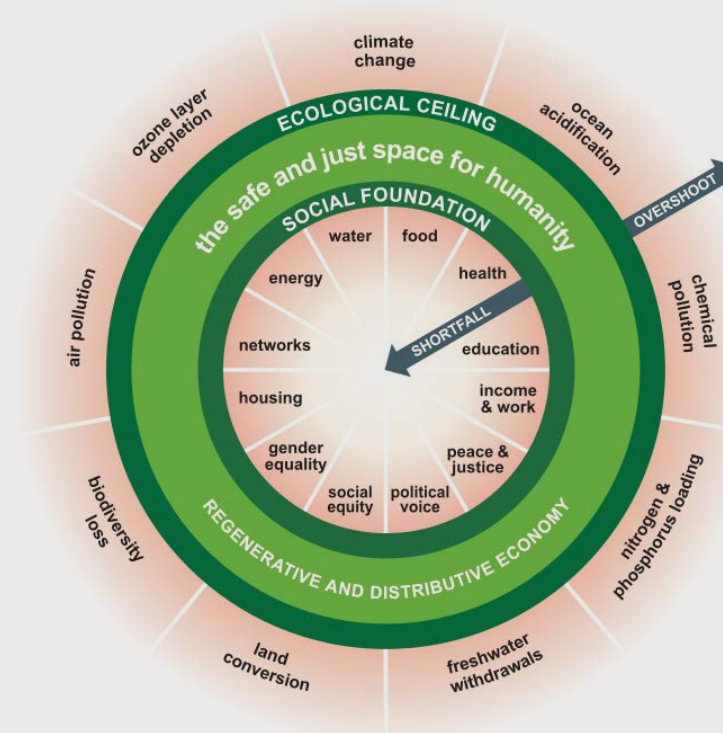 climate
change
ozone layer
depletion
ocean
acidification
ECOLOGICAL CEILING
the safe and just space for humanity
OVERSHOOT
SOCIAL FOUNDATION
water
food
energy
health
air pollution
chemical
pollution
SHORTFALL
networks
education
housing
income
& work
gender
equality
peace &
justice
social
equity
political
voice
biodiversity
loss
nitrogen &
phosphorus loading
REGENERATIVE AND DISTRIBUTIVE ECONOMY
land
conversion
freshwater
withdrawals